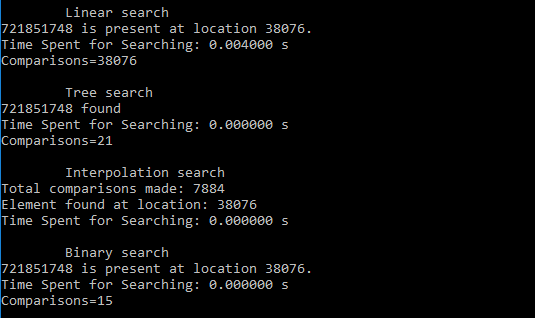 Linear search
721851748 is present at location 38076.
Time Spent for Searching: 0.004000 s
Comparisons=38076
Tree search
721851748 found
Time Spent for Searching: 0.000000 s
Comparisons=21
Interpolation search
Total comparisons made: 7884
Element found at location: 38076
Time Spent for Searching: 0.000000 s
Binary search
721851748 is present at location 38076.
Time Spent for Searching: 0.000000 s
Comparisons=15